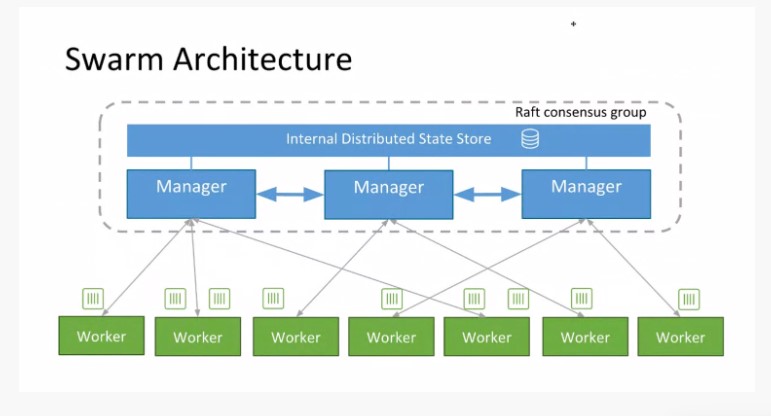 Swarm Architecture
Raft consensus group
Internal Distributed State Store
Manager
Manager
Manager
Worker
Worker
Worker
Worker
Worker
Worker
Worker